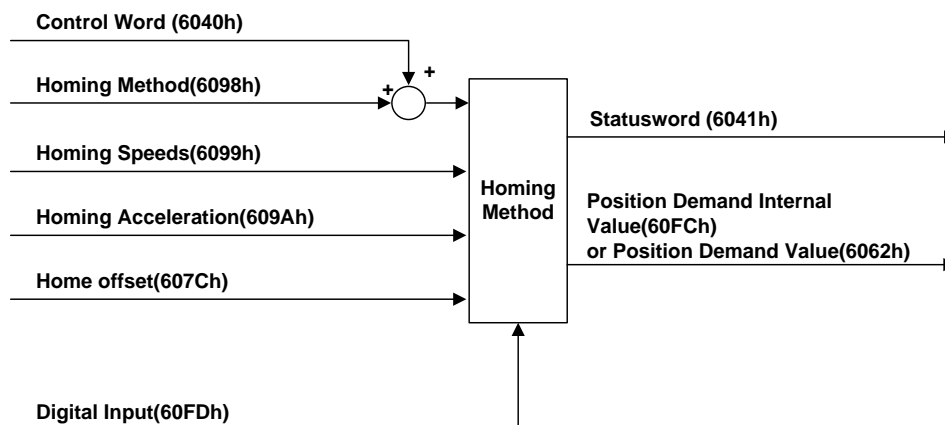 Control Word (6040h)
+
+
Homing Method(6098h)
Statusword (6041h)
Homing Speeds(6099h)
Homing
Method
Position Demand Internal
Value(60FCh)
or Position Demand Value(6062h)
Homing Acceleration(609Ah)
Home offset(607Ch)
Digital Input(60FDh)